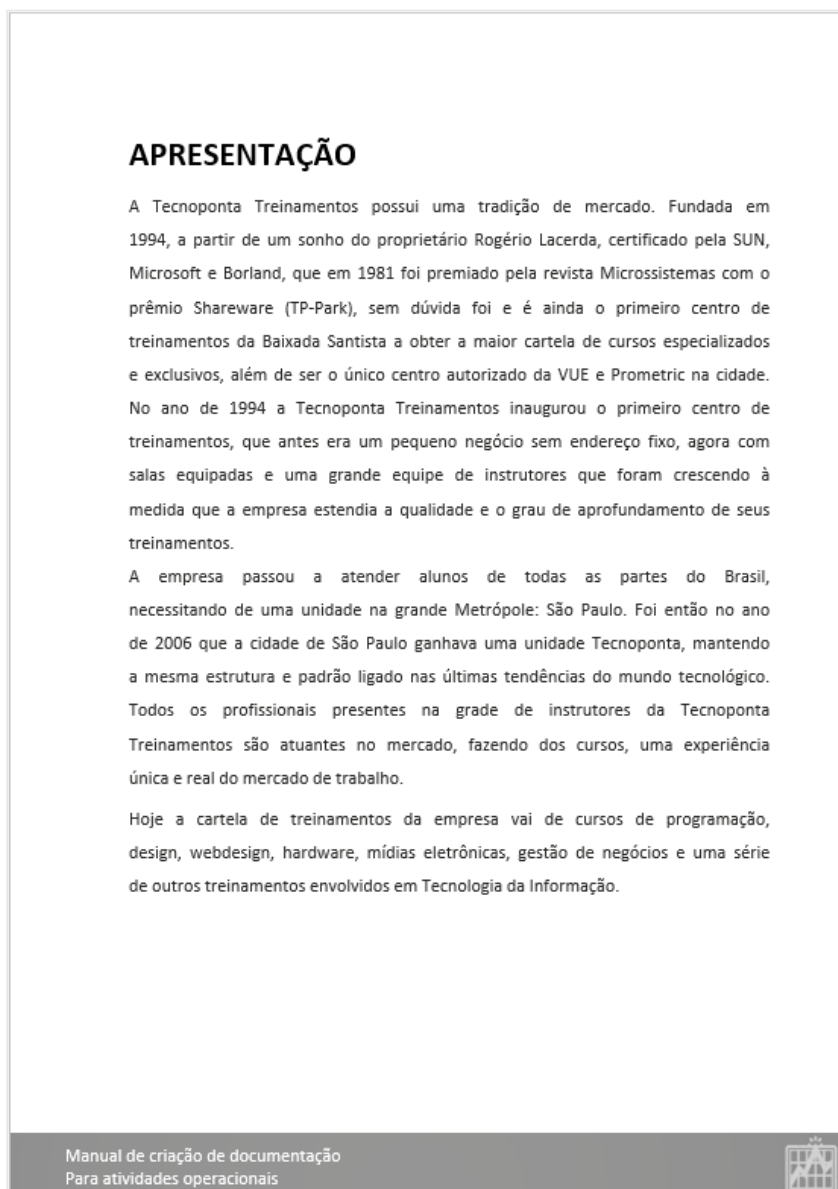 APRESENTAÇÃO
A Tecnoponta Treinamentos possui uma tradição de mercado. Fundada em
1994, a partir de um sonho do proprietário Rogério Lacerda, certificado pela SUN,
Microsoft e Borland, que em 1981 foi premiado pela revista Microssistemas com o
prêmio Shareware (TP-Park), sem dúvida foi e é ainda o primeiro centro de
treinamentos da Baixada Santista a obter a maior cartela de cursos especializados
e exclusivos, além de ser o único centro autorizado da VUE e Prometric na cidade.
No ano de 1994 a Tecnoponta Treinamentos inaugurou o primeiro centro de
treinamentos, que antes era um pequeno negócio sem endereço fixo, agora com
salas equipadas e uma grande equipe de instrutores que foram crescendo à
medida que a empresa estendia a qualidade e o grau de aprofundamento de seus
treinamentos.
A empresa passou a atender alunos de todas as partes do Brasil,
necessitando de uma unidade na grande Metrópole: São Paulo. Foi então no ano
de 2006 que a cidade de São Paulo ganhava uma unidade Tecnoponta, mantendo
a mesma estrutura e padrão ligado nas últimas tendências do mundo tecnológico.
Todos os profissionais presentes na grade de instrutores da Tecnoponta
Treinamentos são atuantes no mercado, fazendo dos cursos, uma experiência
única e real do mercado de trabalho.
Hoje a cartela de treinamentos da empresa vai de cursos de programação,
design, webdesign, hardware, mídias eletrônicas, gestão de negócios e uma série
de outros treinamentos envolvidos em Tecnologia da Informação.
Manual de criação de documentação
Para atividades operacionais